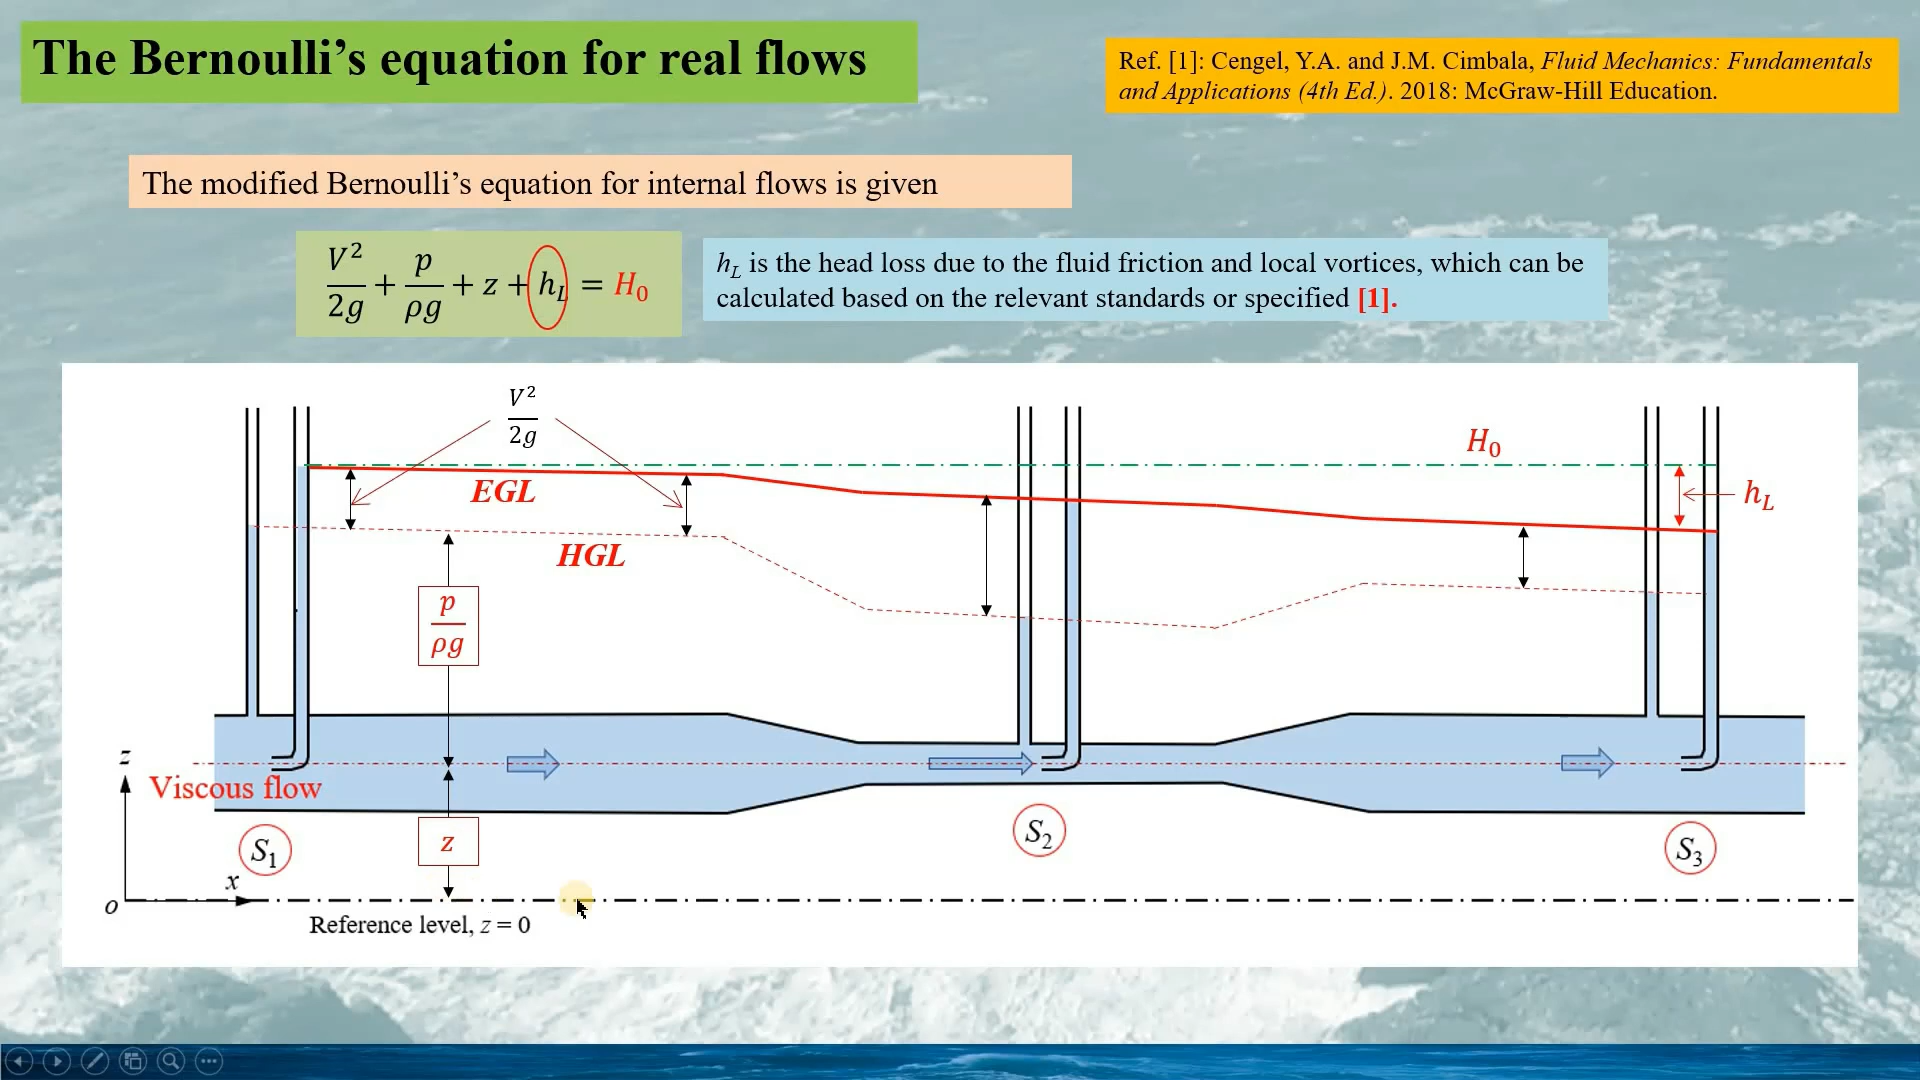 The Bernoulli’s equation for real flows
Ref. [1]: Cengel, Y.A. and J.M. Cimbala, Fluid Mechanics: Fundamentals
and Applications (4th Ed.). 2018: McGraw-Hill Education.
The modified Bernoulli’s equation for internal flows is given
V²/2g + p/ρg + z + h_L = H₀
h_L is the head loss due to the fluid friction and local vortices, which can be
calculated based on the relevant standards or specified [1].
V²/2g
H₀
EGL
h_L
HGL
p/ρg
z
Viscous flow
S₁
z
S₂
S₃
x
o
Reference level, z = 0